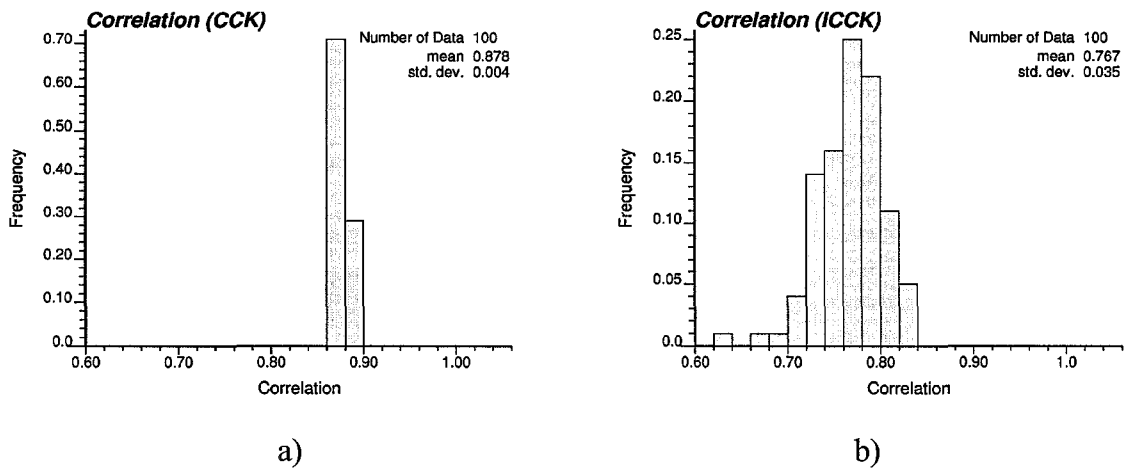 Correlation (CCK)
Number of Data 100
mean 0.878
std. dev. 0.004
Frequency
0.70
0.60
0.50
0.40
0.30
0.20
0.10
0.0
0.60 0.70 0.80 0.90 1.00
Correlation
a)
Correlation (ICCK)
Number of Data 100
mean 0.767
std. dev. 0.035
Frequency
0.25
0.20
0.15
0.10
0.05
0.0
0.60 0.70 0.80 0.90 1.0
Correlation
b)